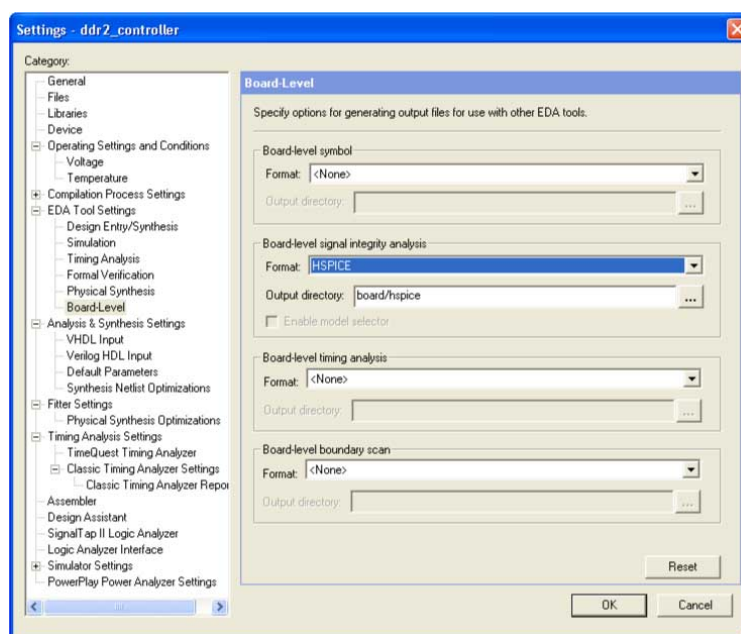 Settings - ddr2_controller
Category:
General
Files
Libraries
Device
Operating Settings and Conditions
Voltage
Temperature
Compilation Process Settings
EDA Tool Settings
Design Entry/Synthesis
Simulation
Timing Analysis
Formal Verification
Physical Synthesis
Board-Level
Analysis & Synthesis Settings
VHDL Input
Verilog HDL Input
Default Parameters
Synthesis Netlist Optimizations
Fitter Settings
Physical Synthesis Optimizations
Timing Analysis Settings
TimeQuest Timing Analyzer
Classic Timing Analyzer Settings
Classic Timing Analyzer Repor
Assembler
Design Assistant
SignalTap II Logic Analyzer
Logic Analyzer Interface
Simulator Settings
PowerPlay Power Analyzer Settings
Board-Level
Specify options for generating output files for use with other EDA tools.
Board-level symbol
Format: <None>
Output directory: ...
Board-level signal integrity analysis
Format: HSPICE
Output directory: board/hspice ...
Enable model selector
Board-level timing analysis
Format: <None>
Output directory: ...
Board-level boundary scan
Format: <None>
Output directory: ...
Reset
OK Cancel